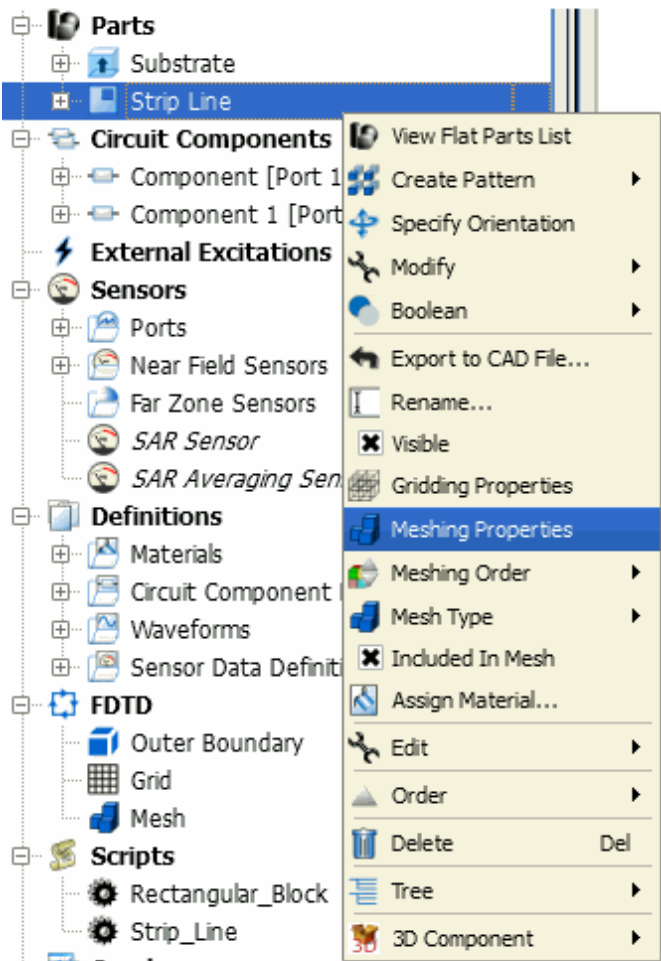 Parts
Substrate
Strip Line
Circuit Components
Component [Port 1
Component 1 [Port
External Excitations
Sensors
Ports
Near Field Sensors
Far Zone Sensors
SAR Sensor
SAR Averaging Sen
Definitions
Materials
Circuit Component
Waveforms
Sensor Data Definiti
FDTD
Outer Boundary
Grid
Mesh
Scripts
Rectangular_Block
Strip_Line
View Flat Parts List
Create Pattern
Specify Orientation
Modify
Boolean
Export to CAD File...
Rename...
Visible
Gridding Properties
Meshing Properties
Meshing Order
Mesh Type
Included In Mesh
Assign Material...
Edit
Order
Delete Del
Tree
3D Component